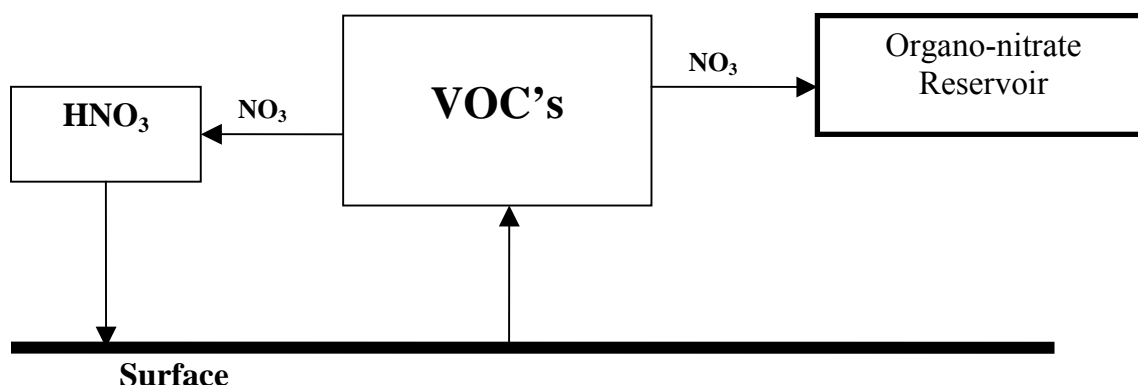 Organo-nitrate
Reservoir
NO₃
VOC’s
HNO₃
NO₃
Surface